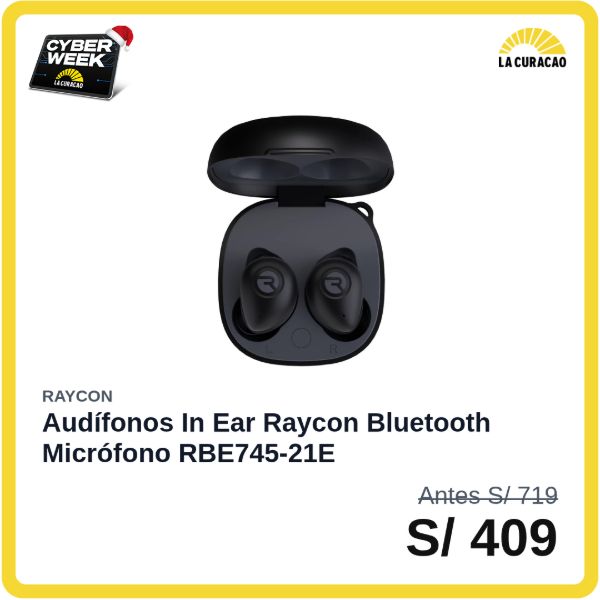 CYBER
WEEK
LA CURACAO
LA CURACAO
L R
RAYCON
Audífonos In Ear Raycon Bluetooth
Micrófono RBE745-21E
Antes S/ 719
S/ 409